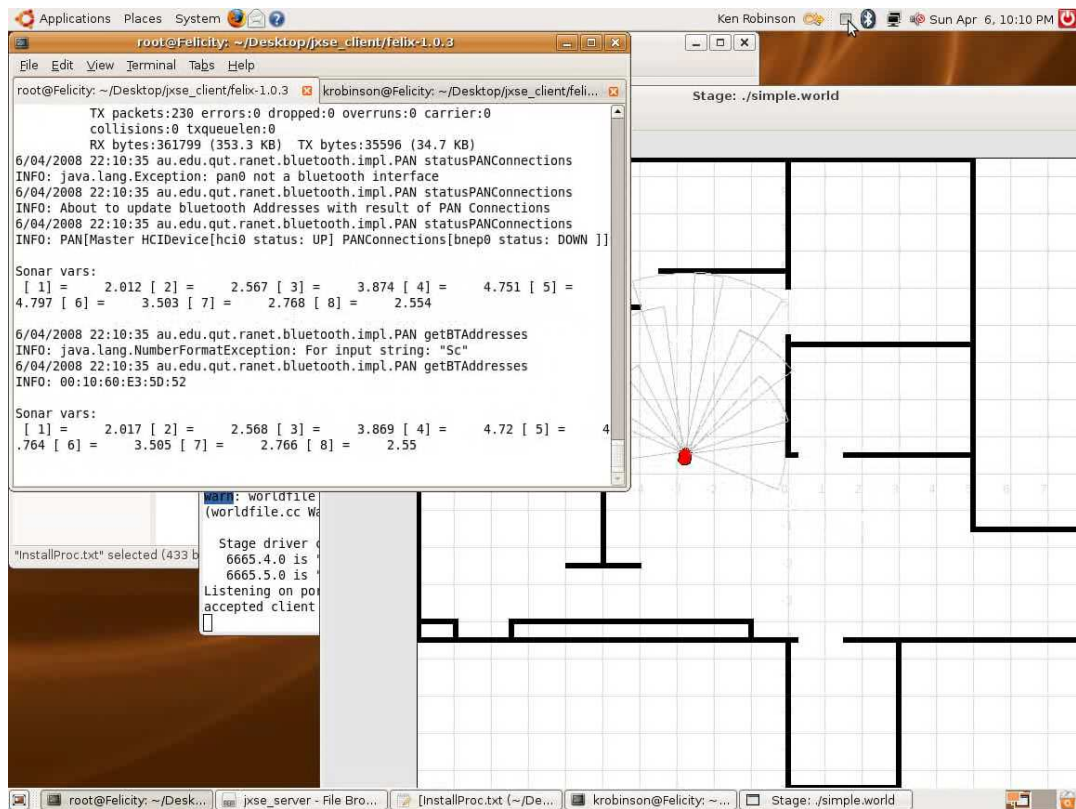 Applications Places System
Ken Robinson
Sun Apr 6, 10:10 PM
root@Felicity: ~/Desktop/jxse_client/felix-1.0.3
File Edit View Terminal Tabs Help
root@Felicity: ~/Desktop/jxse_client/felix-1.0.3
krobinson@Felicity: ~/Desktop/jxse_client/feli...
TX packets:230 errors:0 dropped:0 overruns:0 carrier:0
collisions:0 txqueuelen:0
RX bytes:361799 (353.3 KB) TX bytes:35596 (34.7 KB)
6/04/2008 22:10:35 au.edu.qut.ranet.bluetooth.impl.PAN statusPANConnections
INFO: java.lang.Exception: pan0 not a bluetooth interface
6/04/2008 22:10:35 au.edu.qut.ranet.bluetooth.impl.PAN statusPANConnections
INFO: About to update bluetooth Addresses with result of PAN Connections
6/04/2008 22:10:35 au.edu.qut.ranet.bluetooth.impl.PAN statusPANConnections
INFO: PAN[Master HCIDevice[hci0 status: UP] PANConnections[bnep0 status: DOWN ]]
Sonar vars:
[ 1] = 2.012 [ 2] = 2.567 [ 3] = 3.874 [ 4] = 4.751 [ 5] =
4.797 [ 6] = 3.503 [ 7] = 2.768 [ 8] = 2.554
6/04/2008 22:10:35 au.edu.qut.ranet.bluetooth.impl.PAN getBTAddresses
INFO: java.lang.NumberFormatException: For input string: "Sc"
6/04/2008 22:10:35 au.edu.qut.ranet.bluetooth.impl.PAN getBTAddresses
INFO: 00:10:60:E3:5D:52
Sonar vars:
[ 1] = 2.017 [ 2] = 2.568 [ 3] = 3.869 [ 4] = 4.72 [ 5] = 4
.764 [ 6] = 3.505 [ 7] = 2.766 [ 8] = 2.55
Stage: ./simple.world
warn: worldfile
(worldfile.cc Wa
Stage driver c
6665.4.0 is "
6665.5.0 is "
Listening on por
accepted client
"InstallProc.txt" selected (433 b
root@Felicity: ~/Desk...
jxse_server - File Bro...
[InstallProc.txt (~/De...
krobinson@Felicity: ~...
Stage: ./simple.world